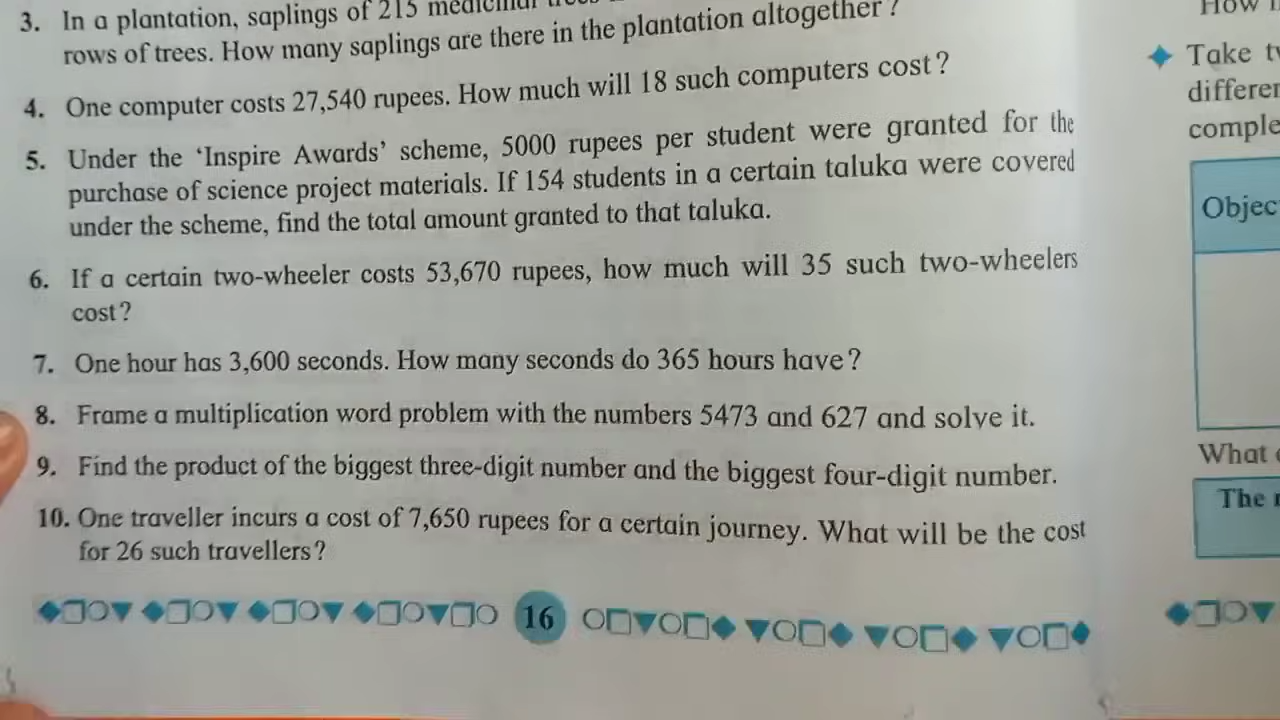 3. In a plantation, saplings of 215 medicinal
rows of trees. How many saplings are there in the plantation altogether?
4. One computer costs 27,540 rupees. How much will 18 such computers cost?
5. Under the ‘Inspire Awards’ scheme, 5000 rupees per student were granted for the
purchase of science project materials. If 154 students in a certain taluka were covered
under the scheme, find the total amount granted to that taluka.
6. If a certain two-wheeler costs 53,670 rupees, how much will 35 such two-wheelers
cost?
7. One hour has 3,600 seconds. How many seconds do 365 hours have?
8. Frame a multiplication word problem with the numbers 5473 and 627 and solve it.
9. Find the product of the biggest three-digit number and the biggest four-digit number.
10. One traveller incurs a cost of 7,650 rupees for a certain journey. What will be the cost
for 26 such travellers?
16
How
Take
What
The